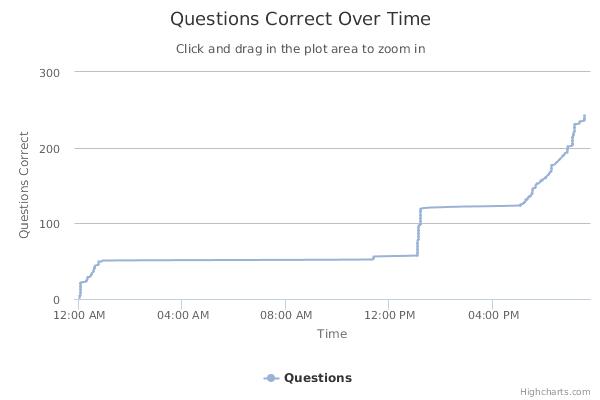 Questions Correct Over Time
Click and drag in the plot area to zoom in
Questions Correct
300
200
100
0
12:00 AM
04:00 AM
08:00 AM
12:00 PM
04:00 PM
Time
Questions
Highcharts.com